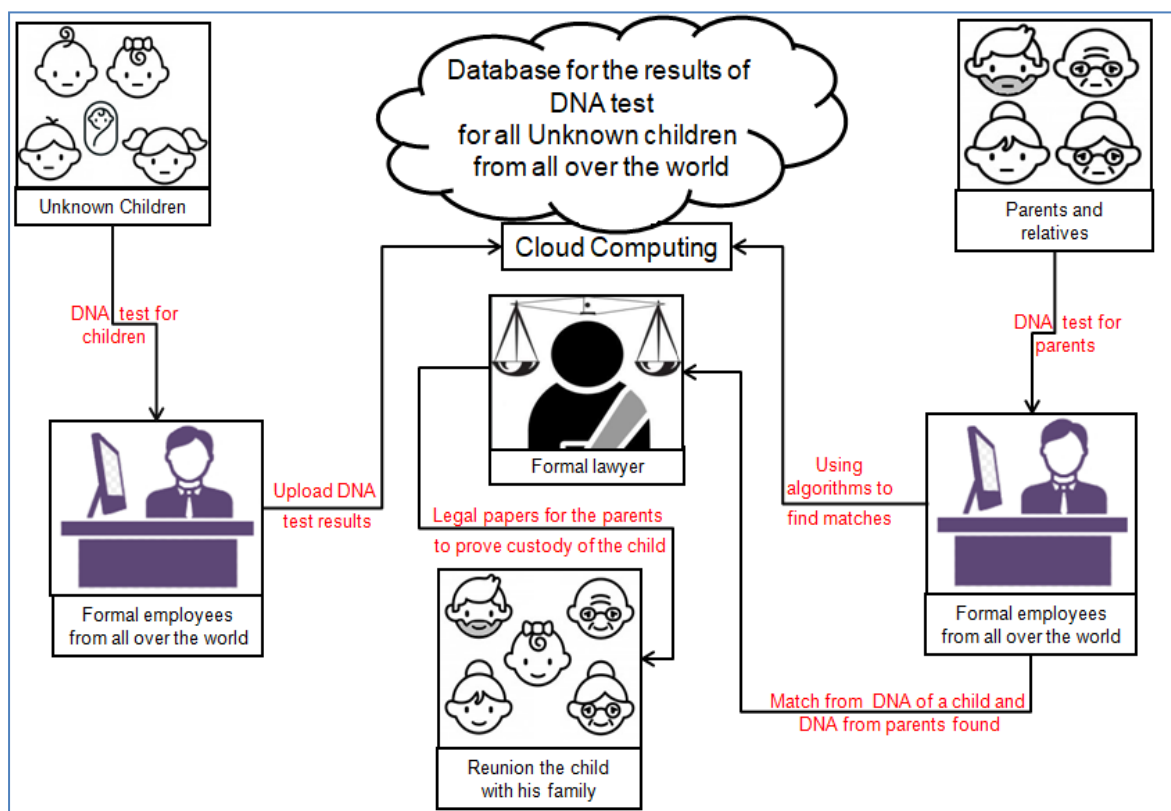 Database for the results of
DNA test
for all Unknown children
from all over the world
Unknown Children
Parents and
relatives
Cloud Computing
DNA test for
children
DNA test for
parents
Formal lawyer
Upload DNA
test results
Using
algorithms to
find matches
Legal papers for the parents
to prove custody of the child
Formal employees
from all over the world
Formal employees
from all over the world
Match from DNA of a child and
DNA from parents found
Reunion the child
with his family